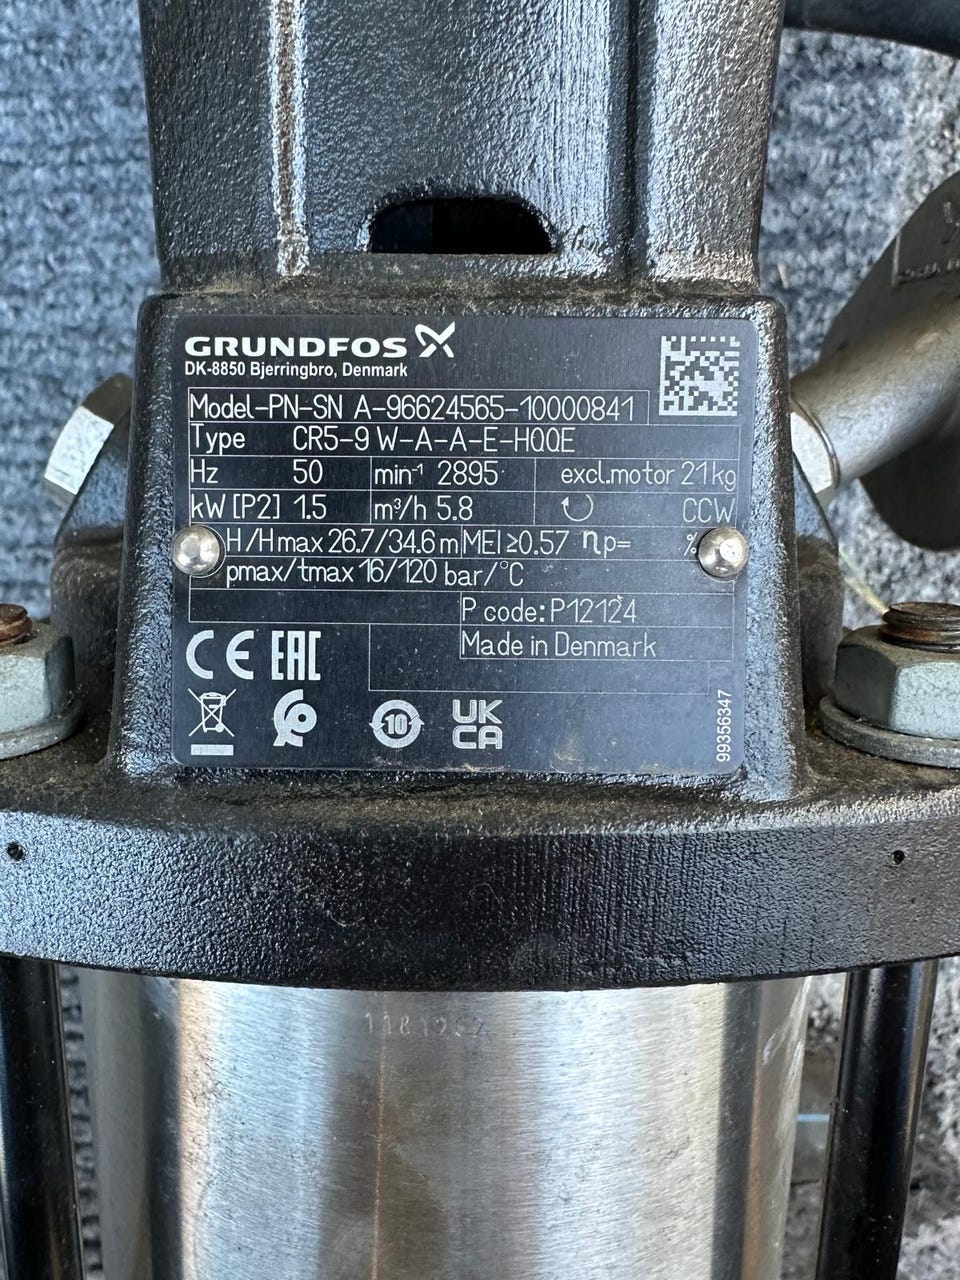 GRUNDFOS
DK-8850 Bjerringbro, Denmark
Model-PN-SN A-96624565-10000841
Type CR5-9 W-A-A-E-HQQE
Hz 50 min⁻¹ 2895 excl.motor 21kg
kW [P2] 1.5 m³/h 5.8 CCW
H/Hmax 26.7/34.6 m MEI ≥0.57 ηp= %
pmax/tmax 16/120 bar/°C
P code: P12124
Made in Denmark
CE EAC
10
UK
CA
99356347